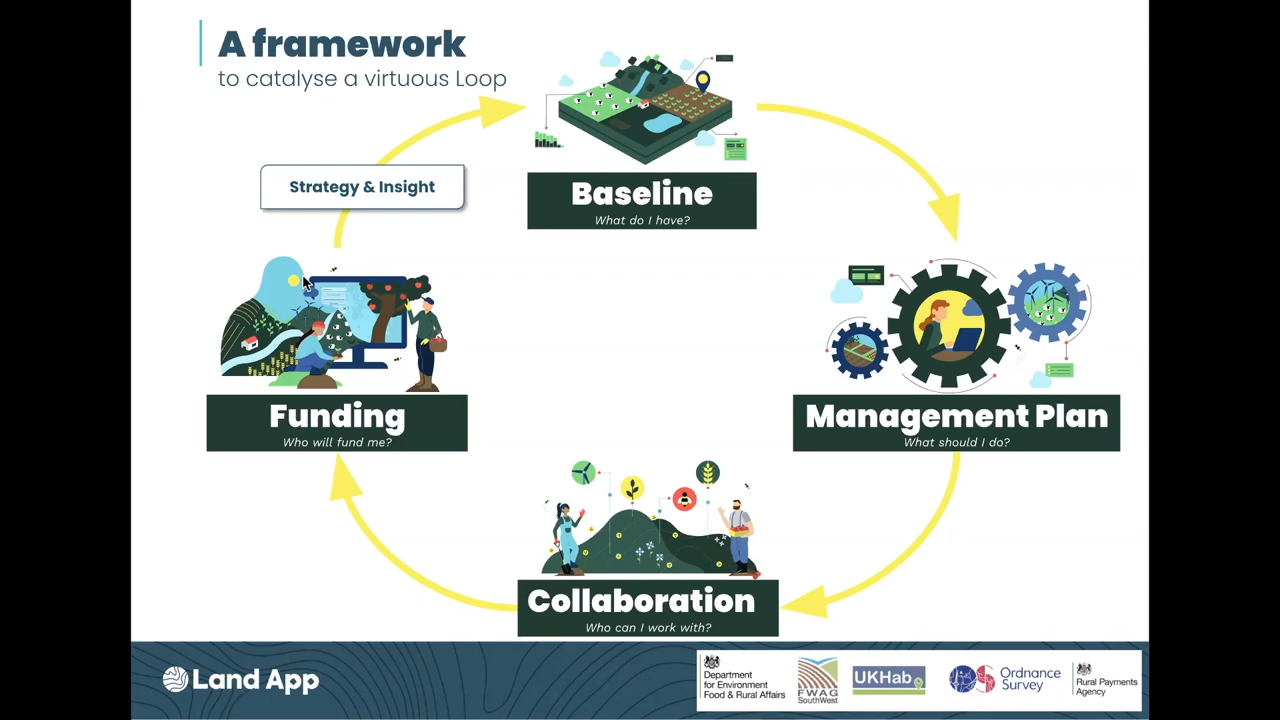 A framework
to catalyse a virtuous Loop
Strategy & Insight
Baseline
What do I have?
Funding
Who will fund me?
Management Plan
What should I do?
Collaboration
Who can I work with?
Land App
Department
for Environment
Food & Rural Affairs
FWAG
SouthWest
UKHab
Ordnance
Survey
Rural Payments
Agency